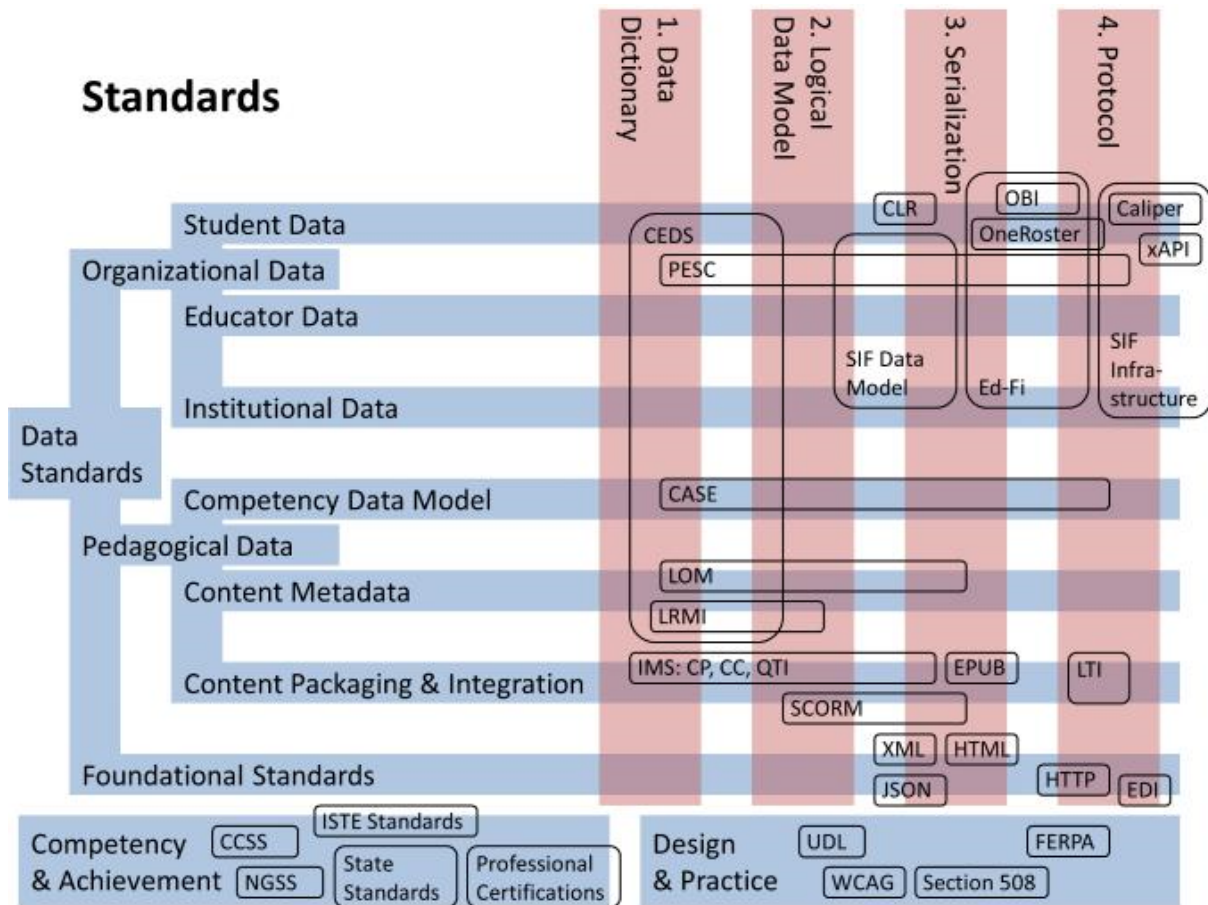 Standards
1. Data
Dictionary
2. Logical
Data Model
3. Serialization
4. Protocol
Student Data
CLR
OBI
Caliper
CEDS
OneRoster
xAPI
Organizational Data
PESC
Educator Data
SIF Data
Model
Ed-Fi
SIF
Infra-
structure
Institutional Data
Data
Standards
Competency Data Model
CASE
Pedagogical Data
LOM
Content Metadata
LRMI
IMS: CP, CC, QTI
EPUB
LTI
Content Packaging & Integration
SCORM
XML
HTML
Foundational Standards
JSON
HTTP
EDI
Competency
& Achievement
ISTE Standards
CCSS
NGSS
State
Standards
Professional
Certifications
Design
& Practice
UDL
FERPA
WCAG
Section 508